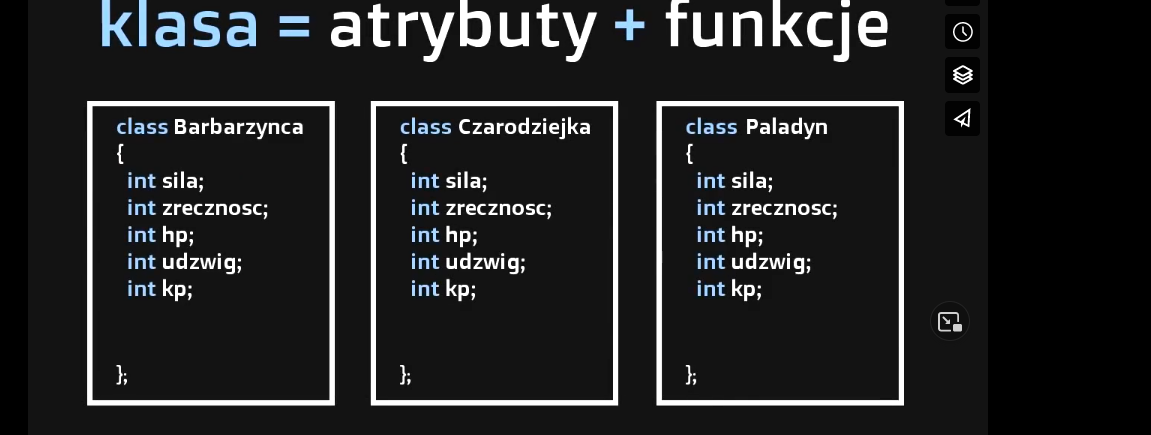 klasa = atrybuty + funkcje
class Barbarzynca
{
int sila;
int zrecznosc;
int hp;
int udzwig;
int kp;
};
class Czarodziejka
{
int sila;
int zrecznosc;
int hp;
int udzwig;
int kp;
};
class Paladyn
{
int sila;
int zrecznosc;
int hp;
int udzwig;
int kp;
};